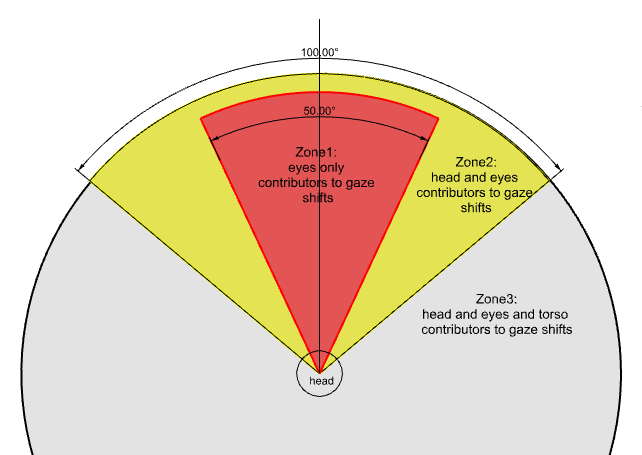 100.00°
50.00°
Zone1:
eyes only
contributors to gaze
shifts
Zone2:
head and eyes
contributors to gaze
shifts
Zone3:
head and eyes and torso
contributors to gaze shifts
head